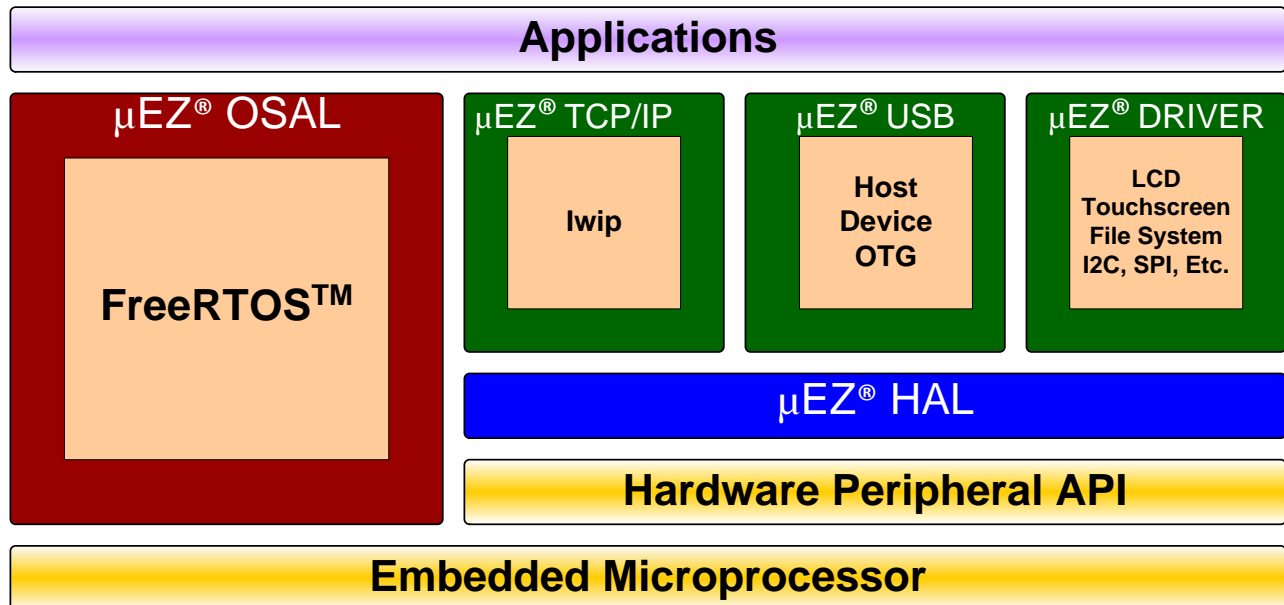 Applications
μEZ® OSAL
FreeRTOS™
μEZ® TCP/IP
lwip
μEZ® USB
Host
Device
OTG
μEZ® DRIVER
LCD
Touchscreen
File System
I2C, SPI, Etc.
μEZ® HAL
Hardware Peripheral API
Embedded Microprocessor